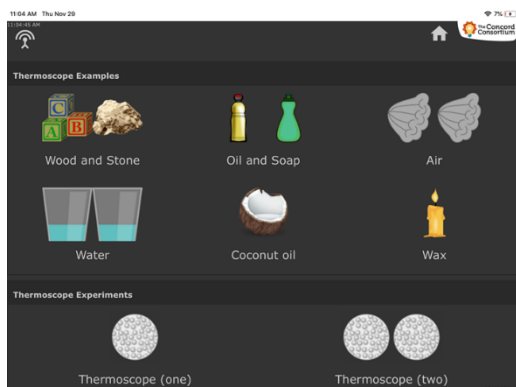 11:04 AM Thu Nov 29
7%
11:04:45 AM
The Concord
Consortium
Thermoscope Examples
C
A B
Wood and Stone
Oil and Soap
Air
Water
Coconut oil
Wax
Thermoscope Experiments
Thermoscope (one)
Thermoscope (two)